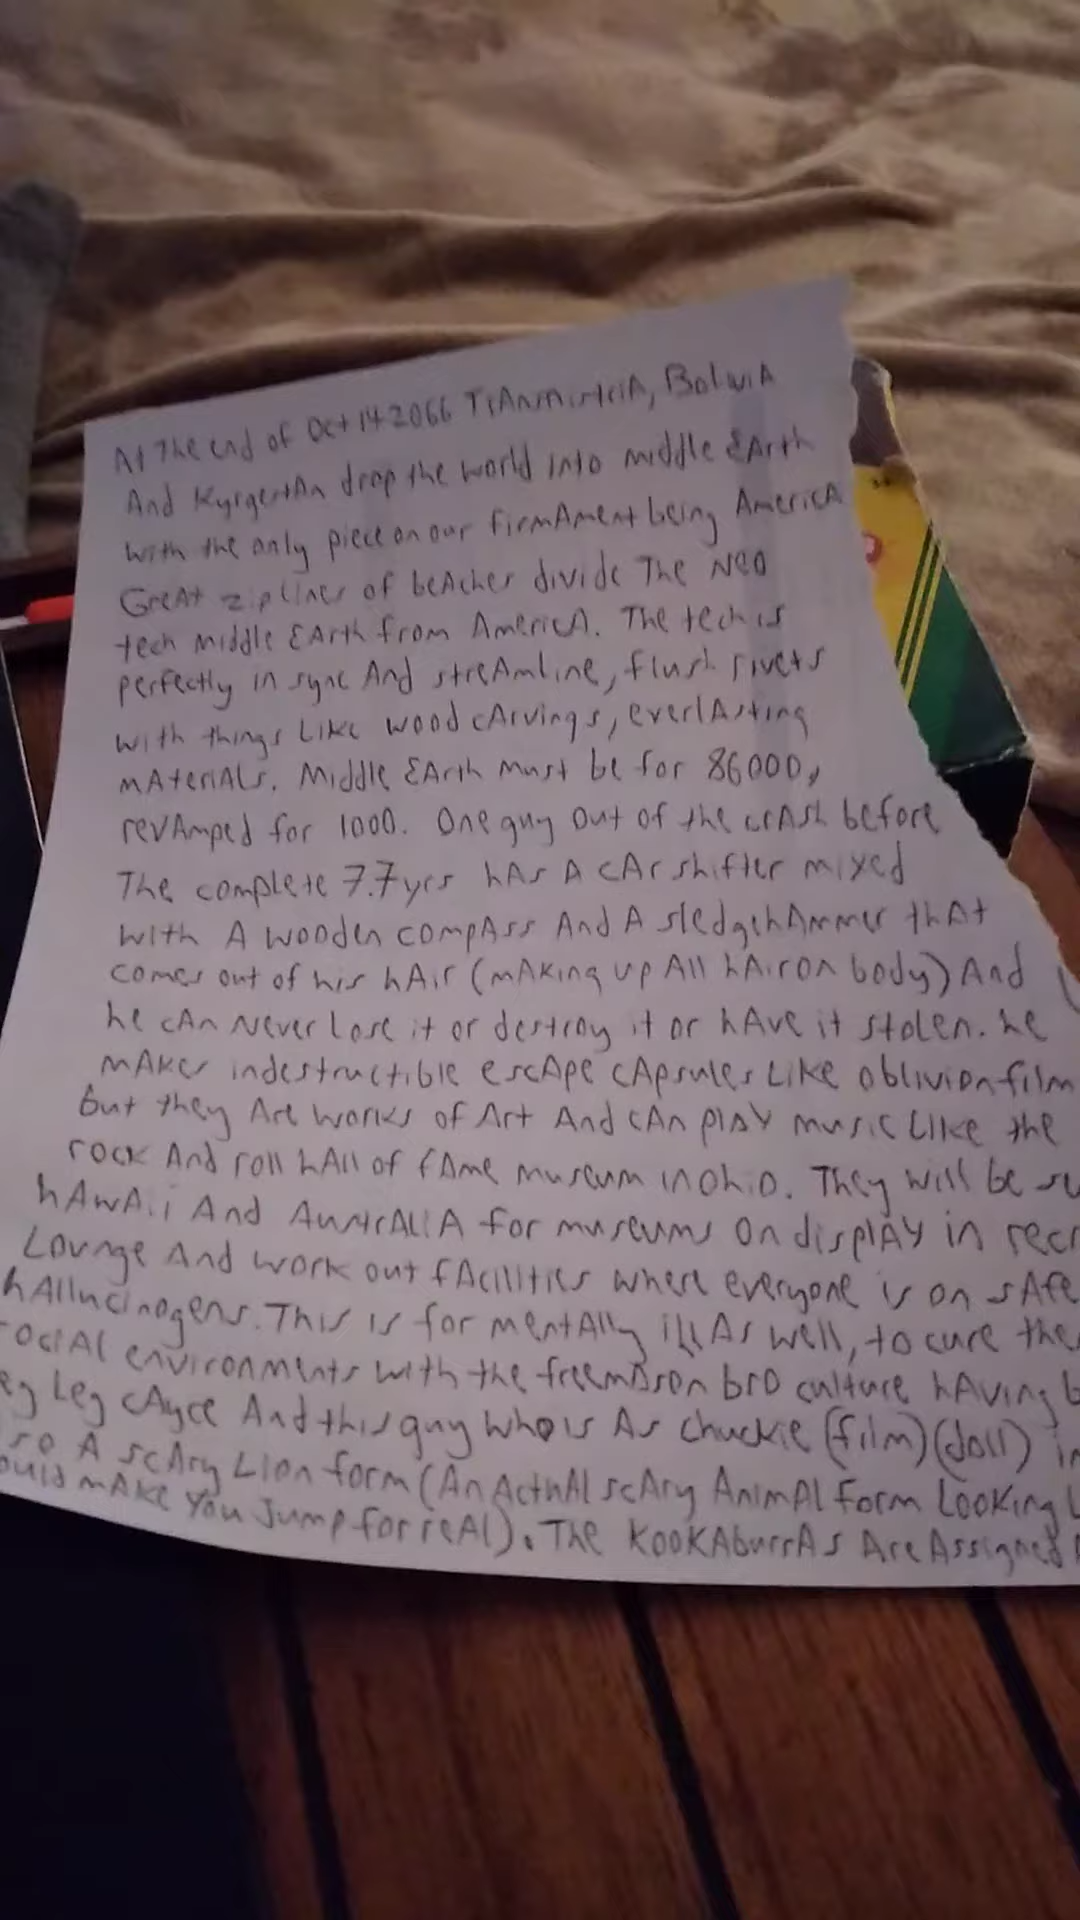 At The end of Oct 14 2066 TrAnsnistriA, BoliviA
And KyrgestAn drop the world into middle EArth
with the only piece on our firmAment being AmericA
GreAt ziplines of beAches divide The Neo
tech middle EArth from AmericA. The tech is
perfectly in sync And streAmline, flush rivets
with things like wood cArvings, everlAsting
mAteriAls. Middle EArth must be for 86000,
revAmped for 1000. One guy out of the crAsh before
The complete 7.7yrs hAs A cAr shifter mixed
with A wooden compAss And A sledgehAmmer thAt
comes out of his hAir (mAking up All hAir on body) And
he cAn Never Lose it or destroy it or hAve it stolen. he
mAkes indestructible escApe cApsules Like oblivion film
but they Are works of Art And cAn plAy music Like the
rock And roll hAll of fAme museum in Ohio. They will be su
hAwAii And AustrAliA for museums on displAy in recr
Lounge And work out fAcilities where everyone is on sAfe
hAllucinogens. This is for mentAlly ill As well, to cure the
ociAl environments with the freemAson bro culture hAving b
eg Leg cAyce And this guy who is As chuckie (film)(doll) in
so A scAry Lion form (An ActuAl scAry AnimAl form Looking L
ould mAke You Jump for reAl). The kookAburrAs Are Assigned